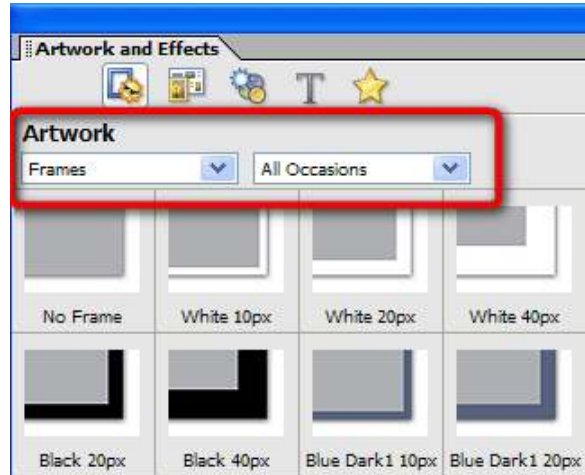 Artwork and Effects
T
Artwork
Frames All Occasions
No Frame White 10px White 20px White 40px
Black 20px Black 40px Blue Dark1 10px Blue Dark1 20px